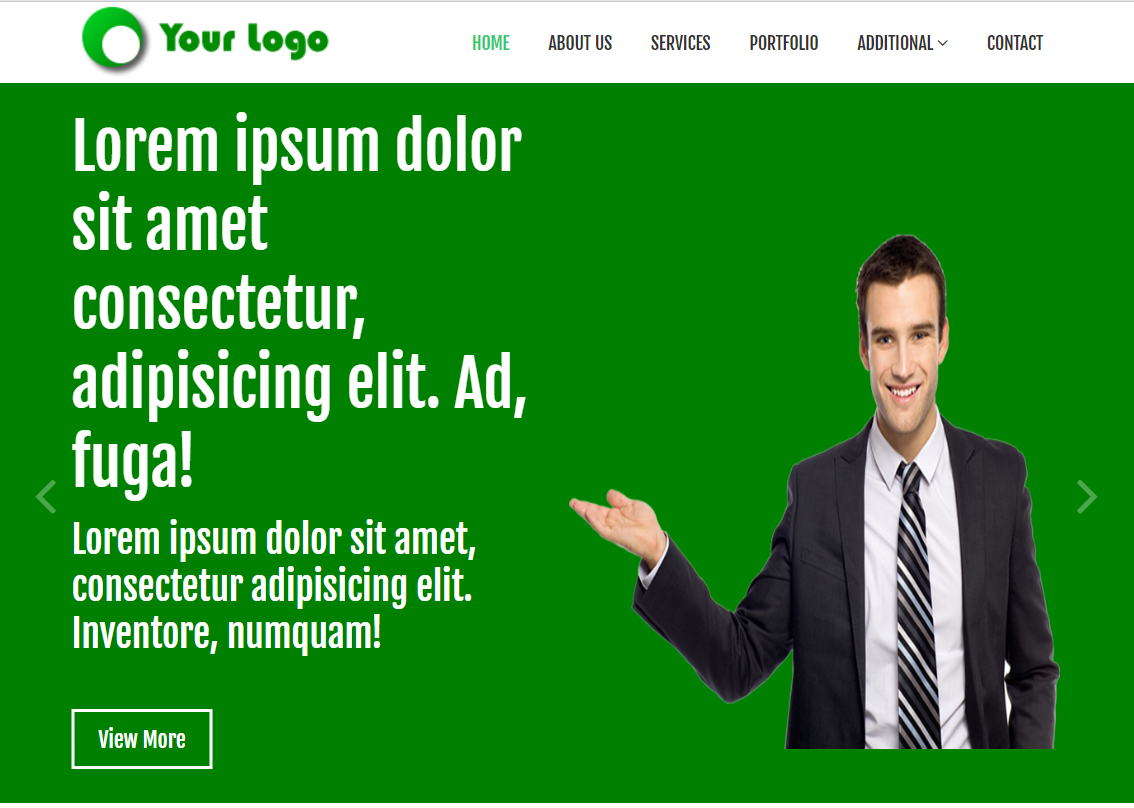 Your Logo
HOME ABOUT US SERVICES PORTFOLIO ADDITIONAL CONTACT
Lorem ipsum dolor
sit amet
consectetur,
adipisicing elit. Ad,
fuga!
Lorem ipsum dolor sit amet,
consectetur adipisicing elit.
Inventore, numquam!
View More